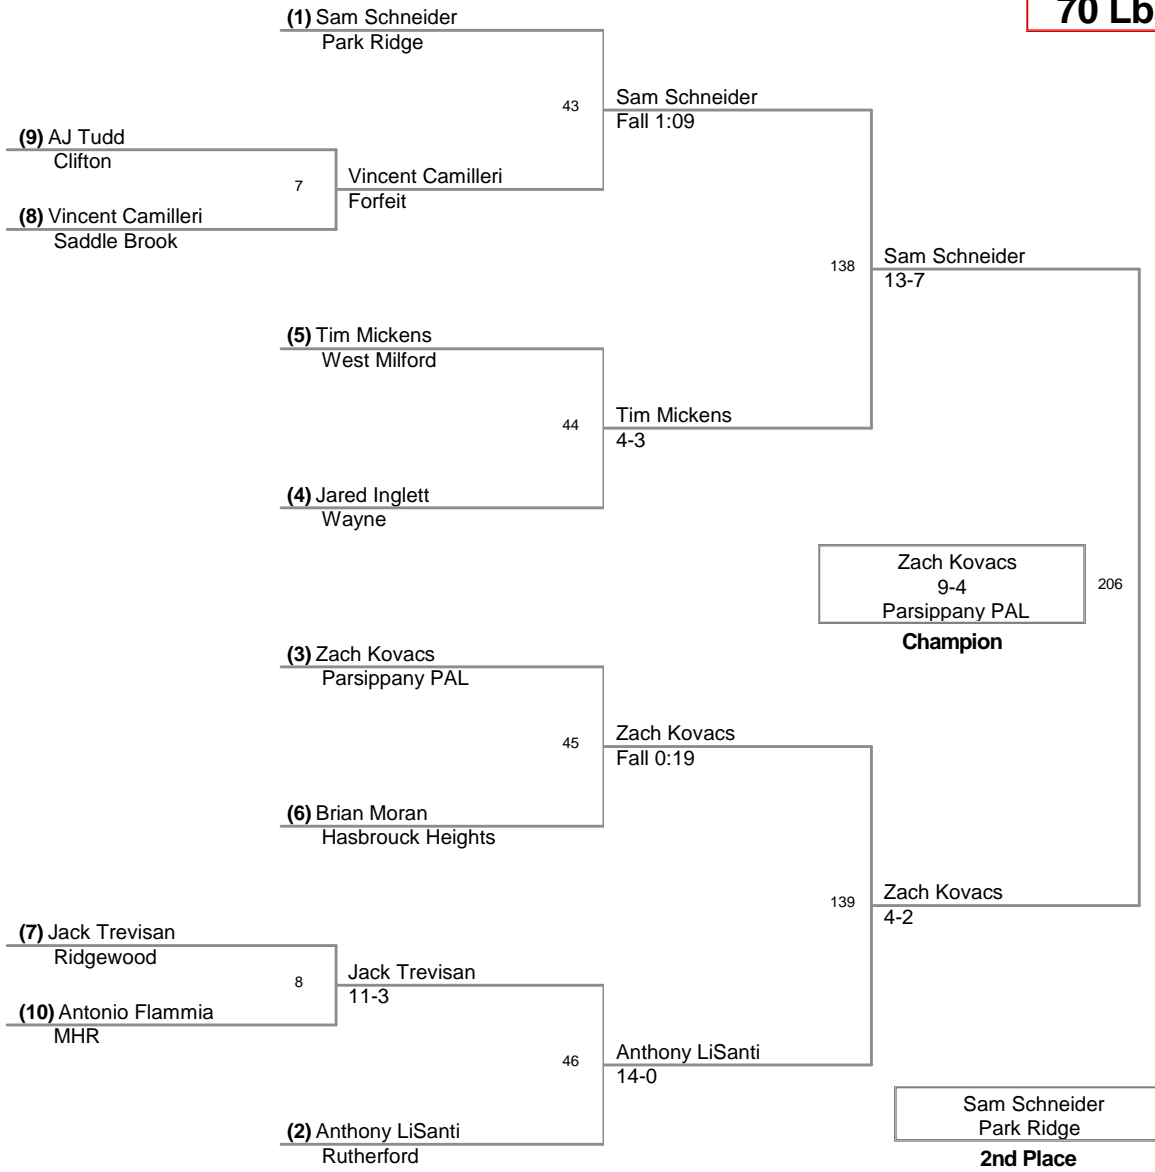 70 Lb
(1) Sam Schneider
Park Ridge
43
Sam Schneider
Fall 1:09
(9) AJ Tudd
Clifton
7
Vincent Camilleri
Forfeit
(8) Vincent Camilleri
Saddle Brook
138
Sam Schneider
13-7
(5) Tim Mickens
West Milford
44
Tim Mickens
4-3
(4) Jared Inglett
Wayne
Zach Kovacs
9-4
Parsippany PAL
206
Champion
(3) Zach Kovacs
Parsippany PAL
45
Zach Kovacs
Fall 0:19
(6) Brian Moran
Hasbrouck Heights
139
Zach Kovacs
4-2
(7) Jack Trevisan
Ridgewood
8
Jack Trevisan
11-3
(10) Antonio Flammia
MHR
46
Anthony LiSanti
14-0
(2) Anthony LiSanti
Rutherford
Sam Schneider
Park Ridge
2nd Place